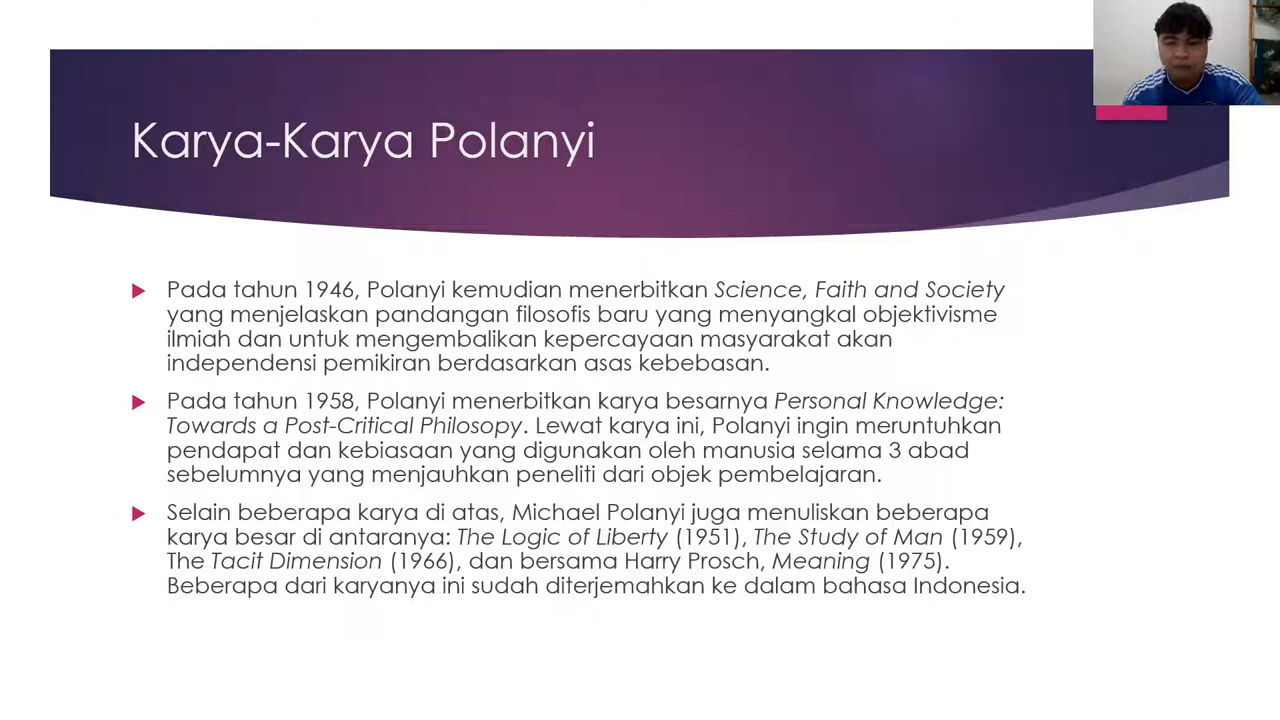 Karya-Karya Polanyi
Pada tahun 1946, Polanyi kemudian menerbitkan Science, Faith and Society
yang menjelaskan pandangan filosofis baru yang menyangkal objektivisme
ilmiah dan untuk mengembalikan kepercayaan masyarakat akan
independensi pemikiran berdasarkan asas kebebasan.
Pada tahun 1958, Polanyi menerbitkan karya besarnya Personal Knowledge:
Towards a Post-Critical Philosopy. Lewat karya ini, Polanyi ingin meruntuhkan
pendapat dan kebiasaan yang digunakan oleh manusia selama 3 abad
sebelumnya yang menjauhkan peneliti dari objek pembelajaran.
Selain beberapa karya di atas, Michael Polanyi juga menuliskan beberapa
karya besar di antaranya: The Logic of Liberty (1951), The Study of Man (1959),
The Tacit Dimension (1966), dan bersama Harry Prosch, Meaning (1975).
Beberapa dari karyanya ini sudah diterjemahkan ke dalam bahasa Indonesia.